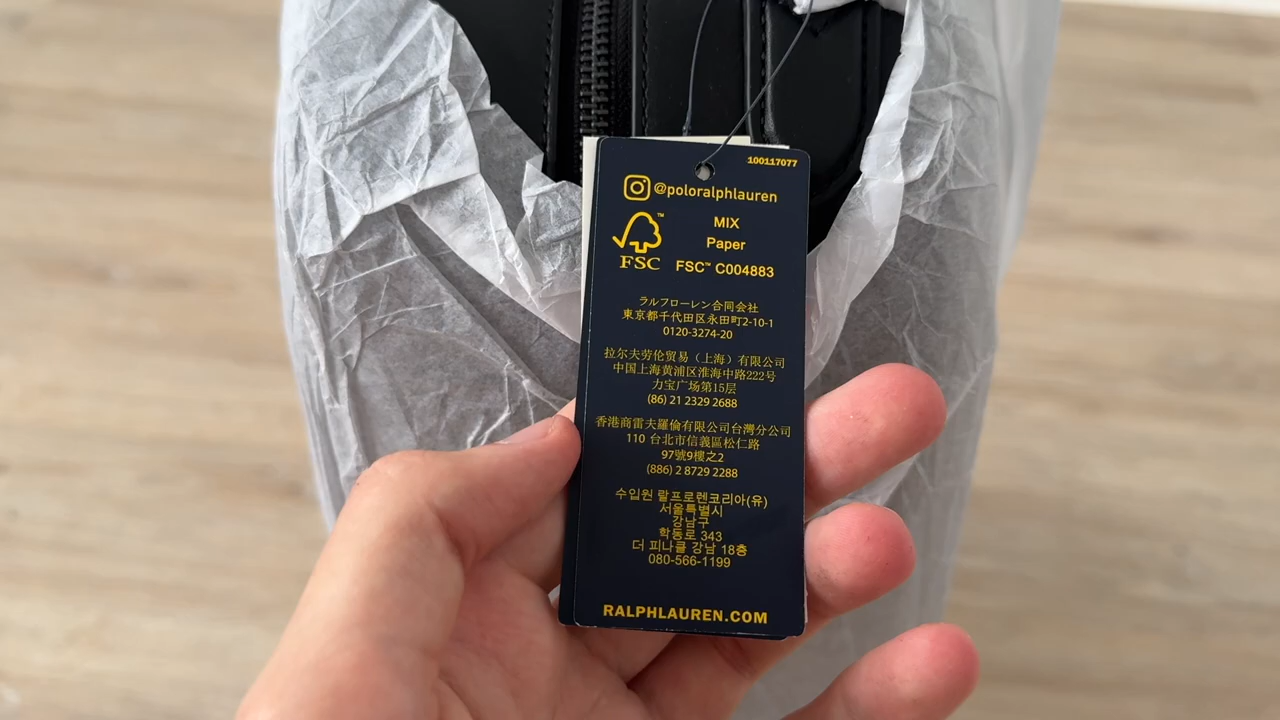 100117077
@poloralphlauren
TM
FSC
MIX
Paper
FSC™ C004883
ラルフローレン合同会社
東京都千代田区永田町2-10-1
0120-3274-20
拉尔夫劳伦贸易（上海）有限公司
中国上海黄浦区淮海中路222号
力宝广场第15层
(86) 21 2329 2688
香港商雷夫羅倫有限公司台灣分公司
110 台北市信義區松仁路
97號9樓之2
(886) 2 8729 2288
수입원 랄프로렌코리아(유)
서울특별시
강남구
학동로 343
더 피나클 강남 18층
080-566-1199
RALPHLAUREN.COM